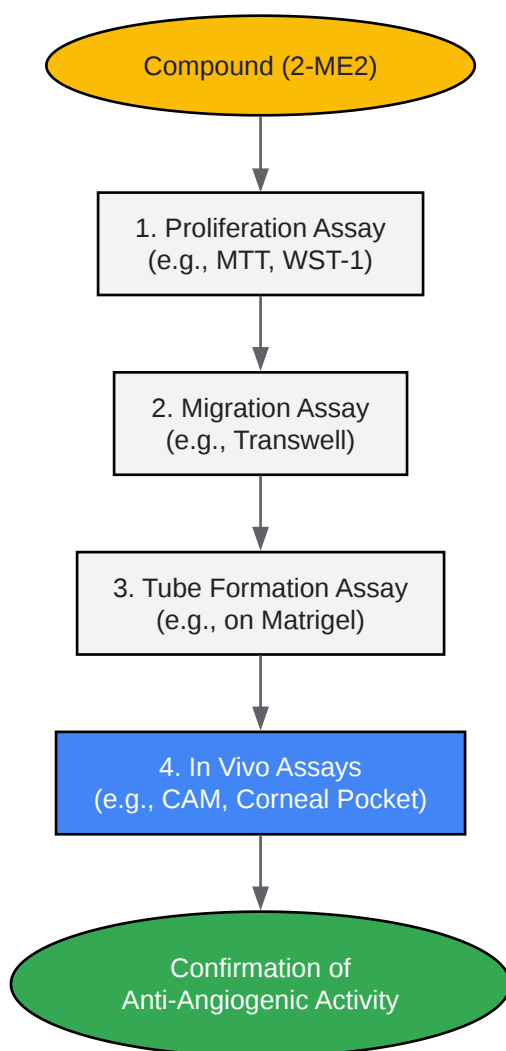 Compound (2-ME2)
1. Proliferation Assay
(e.g., MTT, WST-1)
2. Migration Assay
(e.g., Transwell)
3. Tube Formation Assay
(e.g., on Matrigel)
4. In Vivo Assays
(e.g., CAM, Corneal Pocket)
Confirmation of
Anti-Angiogenic Activity